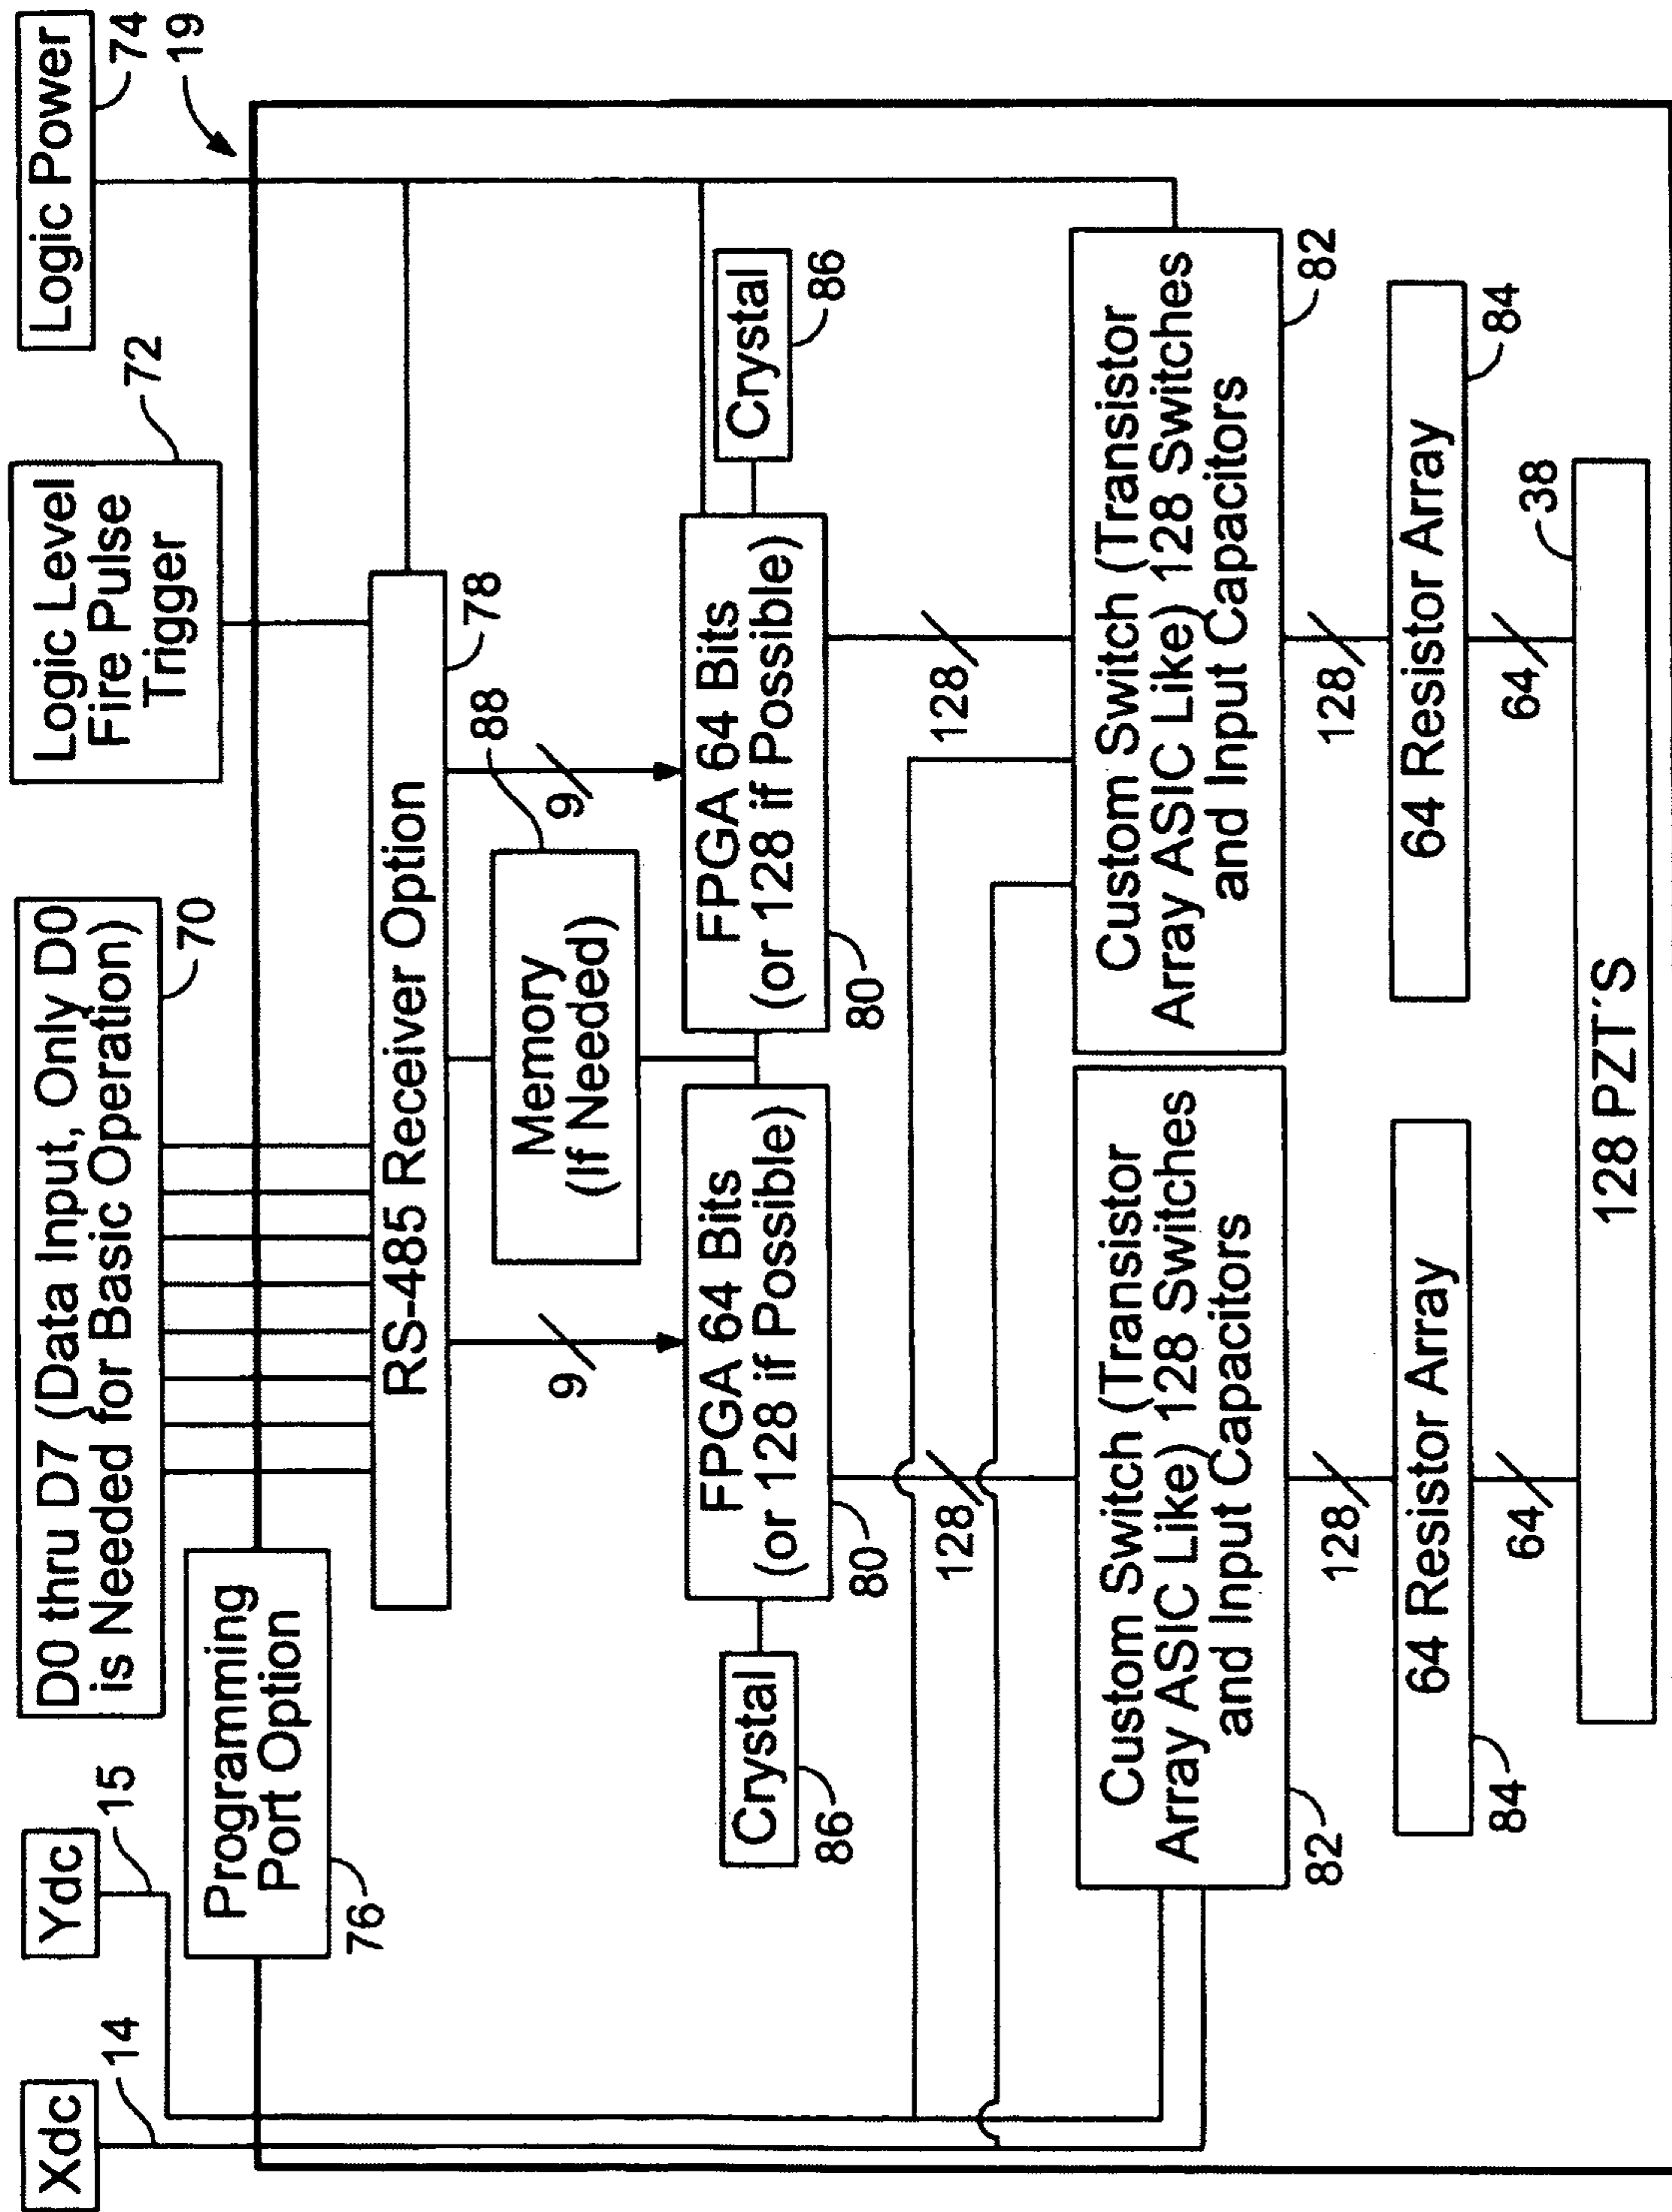 Xdc
14
Ydc
15
D0 thru D7 (Data Input, Only D0
is Needed for Basic Operation)
70
Logic Level
Fire Pulse
Trigger
72
Logic Power
74
19
Programming
Port Option
76
RS-485 Receiver Option
78
88
9
9
Memory
(If Needed)
FPGA 64 Bits
(or 128 if Possible)
80
FPGA 64 Bits
(or 128 if Possible)
80
Crystal
86
Crystal
86
128
128
Custom Switch (Transistor
Array ASIC Like) 128 Switches
and Input Capacitors
82
Custom Switch (Transistor
Array ASIC Like) 128 Switches
and Input Capacitors
82
128
128
64 Resistor Array
84
64 Resistor Array
84
64
64
38
128 PZT'S